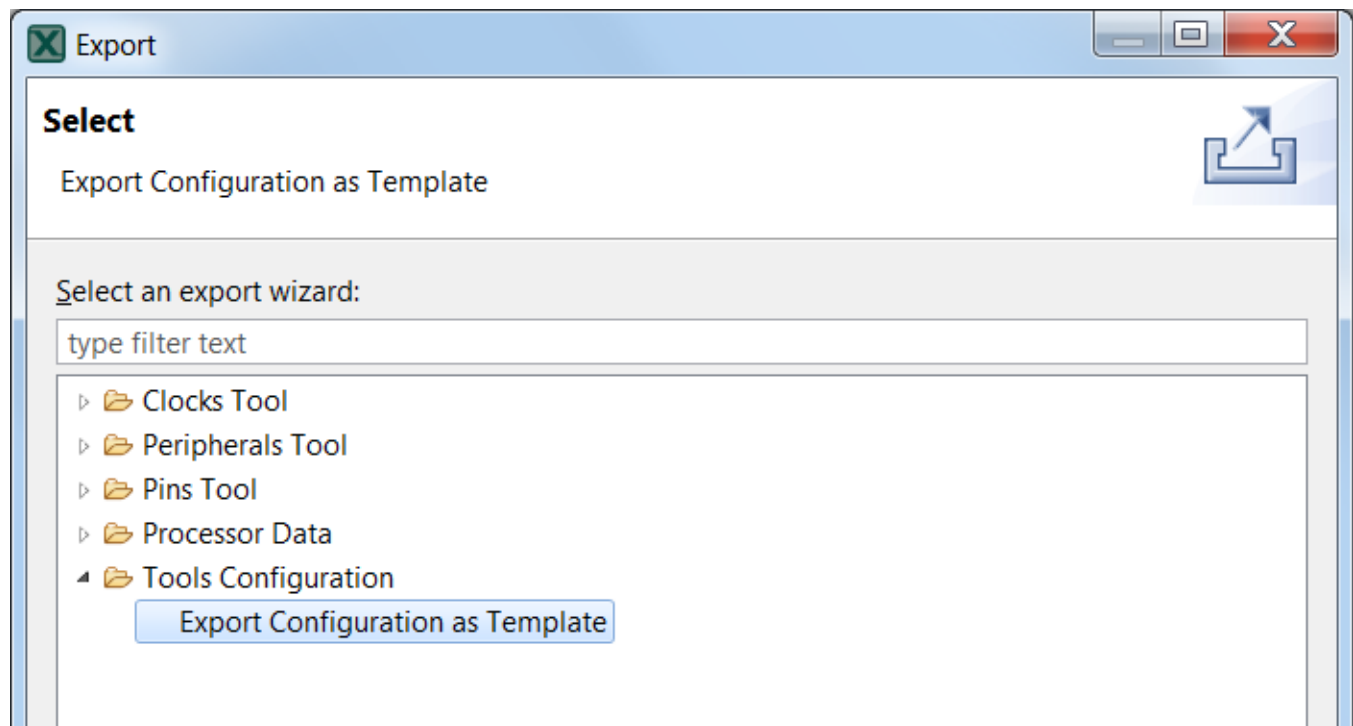 Export
Select
Export Configuration as Template
Select an export wizard:
type filter text
Clocks Tool
Peripherals Tool
Pins Tool
Processor Data
Tools Configuration
Export Configuration as Template